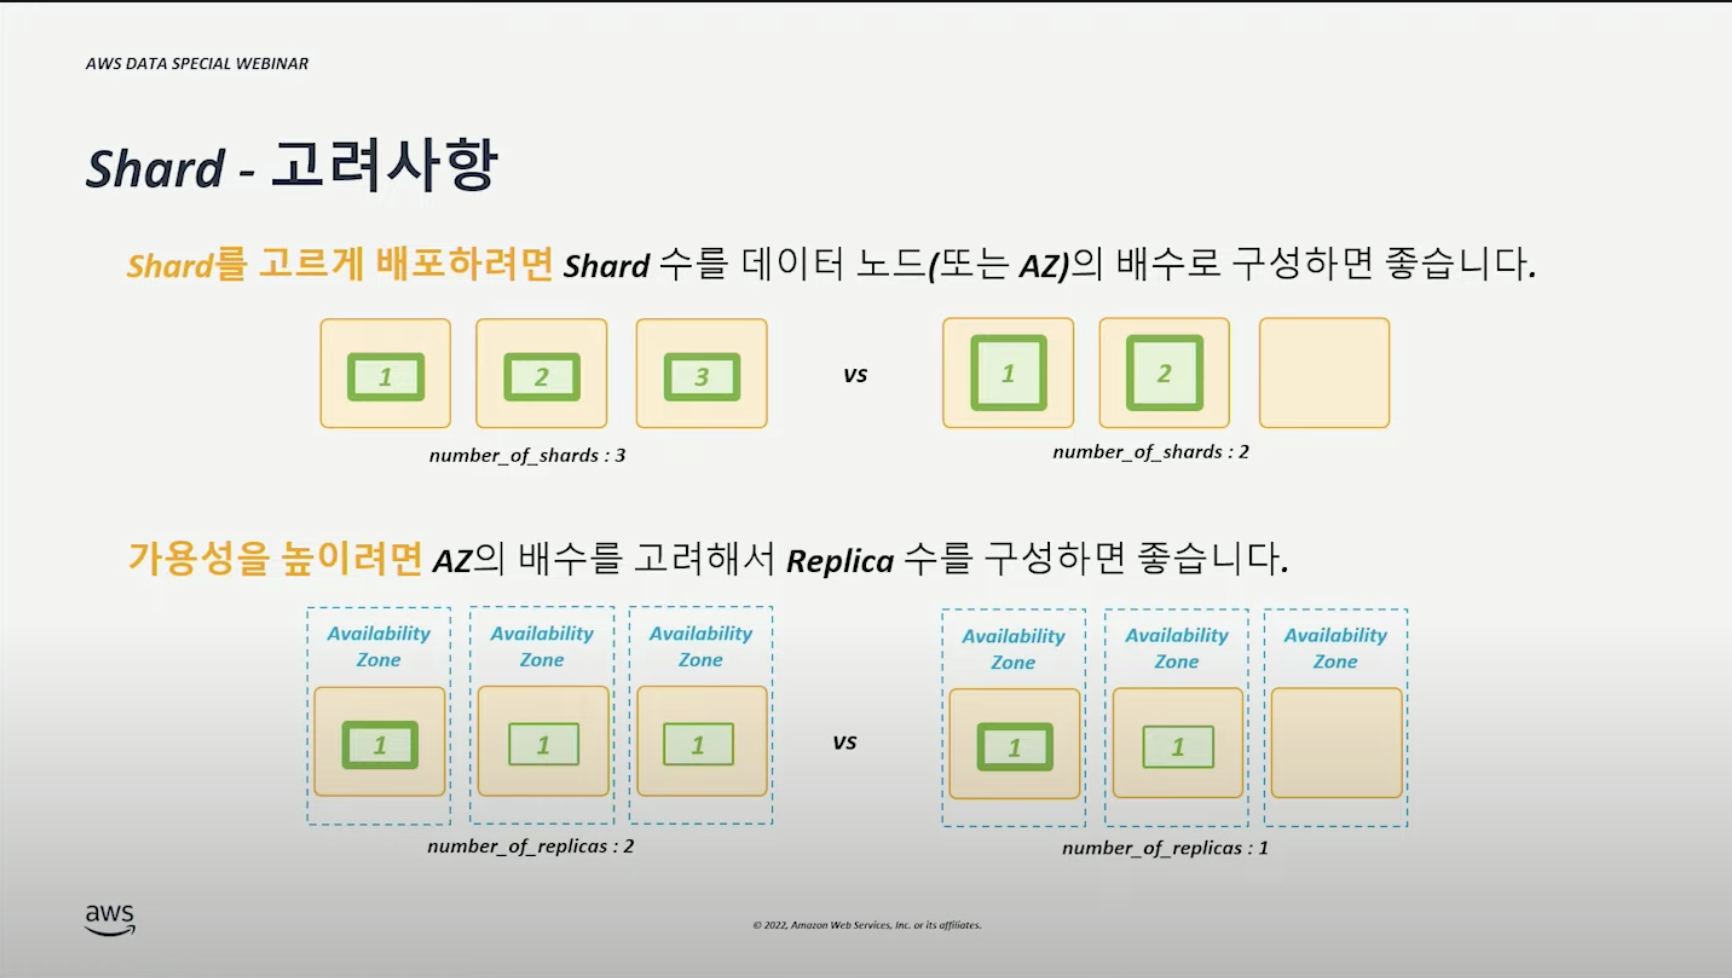 AWS DATA SPECIAL WEBINAR
Shard - 고려사항
Shard를 고르게 배포하려면 Shard 수를 데이터 노드(또는 AZ)의 배수로 구성하면 좋습니다.
1 2 3 vs 1 2
number_of_shards : 3 number_of_shards : 2
가용성을 높이려면 AZ의 배수를 고려해서 Replica 수를 구성하면 좋습니다.
Availability Availability Availability Availability Availability Availability
Zone Zone Zone Zone Zone Zone
1 1 1 vs 1 1
number_of_replicas : 2 number_of_replicas : 1
aws
© 2022, Amazon Web Services, Inc. or its affiliates.